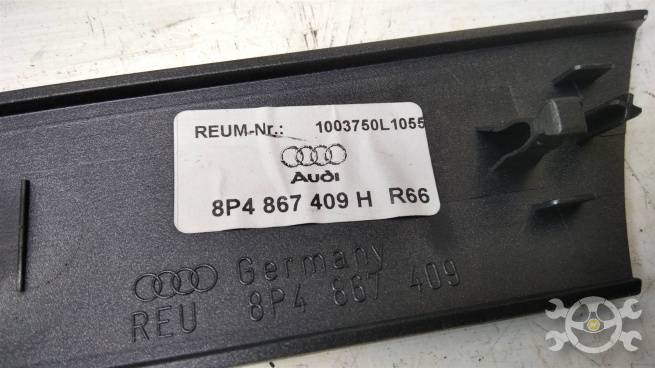 REUM-Nr.: 1003750L1055
Audi
8P4 867 409 H R66
Germany
REU 8P4 867 409